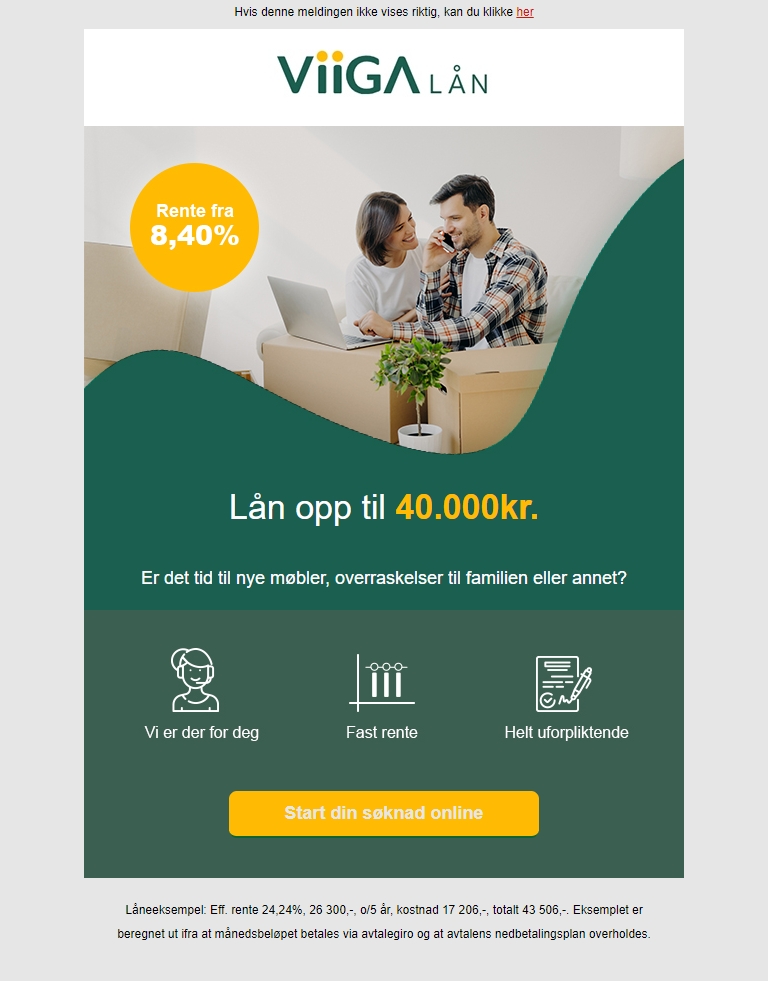 Hvis denne meldingen ikke vises riktig, kan du klikke her
ViiGA LÅN
Rente fra
8,40%
Lån opp til 40.000kr.
Er det tid til nye møbler, overraskelser til familien eller annet?
Vi er der for deg
Fast rente
Helt uforpliktende
Start din søknad online
Låneeksempel: Eff. rente 24,24%, 26 300,-, o/5 år, kostnad 17 206,-, totalt 43 506,-. Eksemplet er
beregnet ut ifra at månedsbeløpet betales via avtalegiro og at avtalens nedbetalingsplan overholdes.